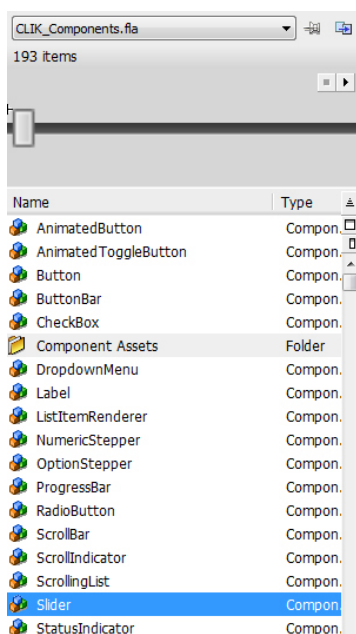 CLIK_Components.fla
193 items
Name Type
AnimatedButton Compon.
AnimatedToggleButton Compon.
Button Compon.
ButtonBar Compon.
CheckBox Compon.
Component Assets Folder
DropdownMenu Compon.
Label Compon.
ListItemRenderer Compon.
NumericStepper Compon.
OptionStepper Compon.
ProgressBar Compon.
RadioButton Compon.
ScrollBar Compon.
ScrollIndicator Compon.
ScrollingList Compon.
Slider Compon.
StatusIndicator Compon.